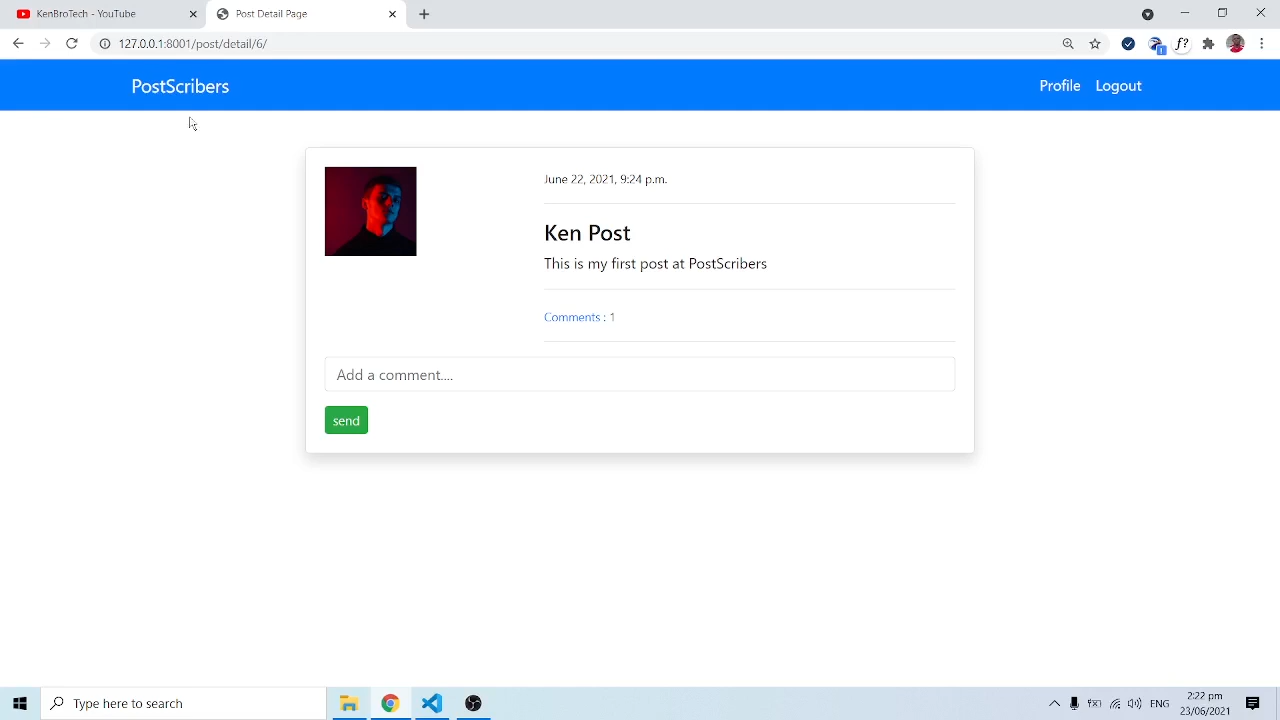 KenBroTech - YouTube
Post Detail Page
127.0.0.1:8001/post/detail/6/
PostScribers
Profile
Logout
June 22, 2021, 9:24 p.m.
Ken Post
This is my first post at PostScribers
Comments : 1
Add a comment....
send
Type here to search
ENG
2:22 pm
23/06/2021